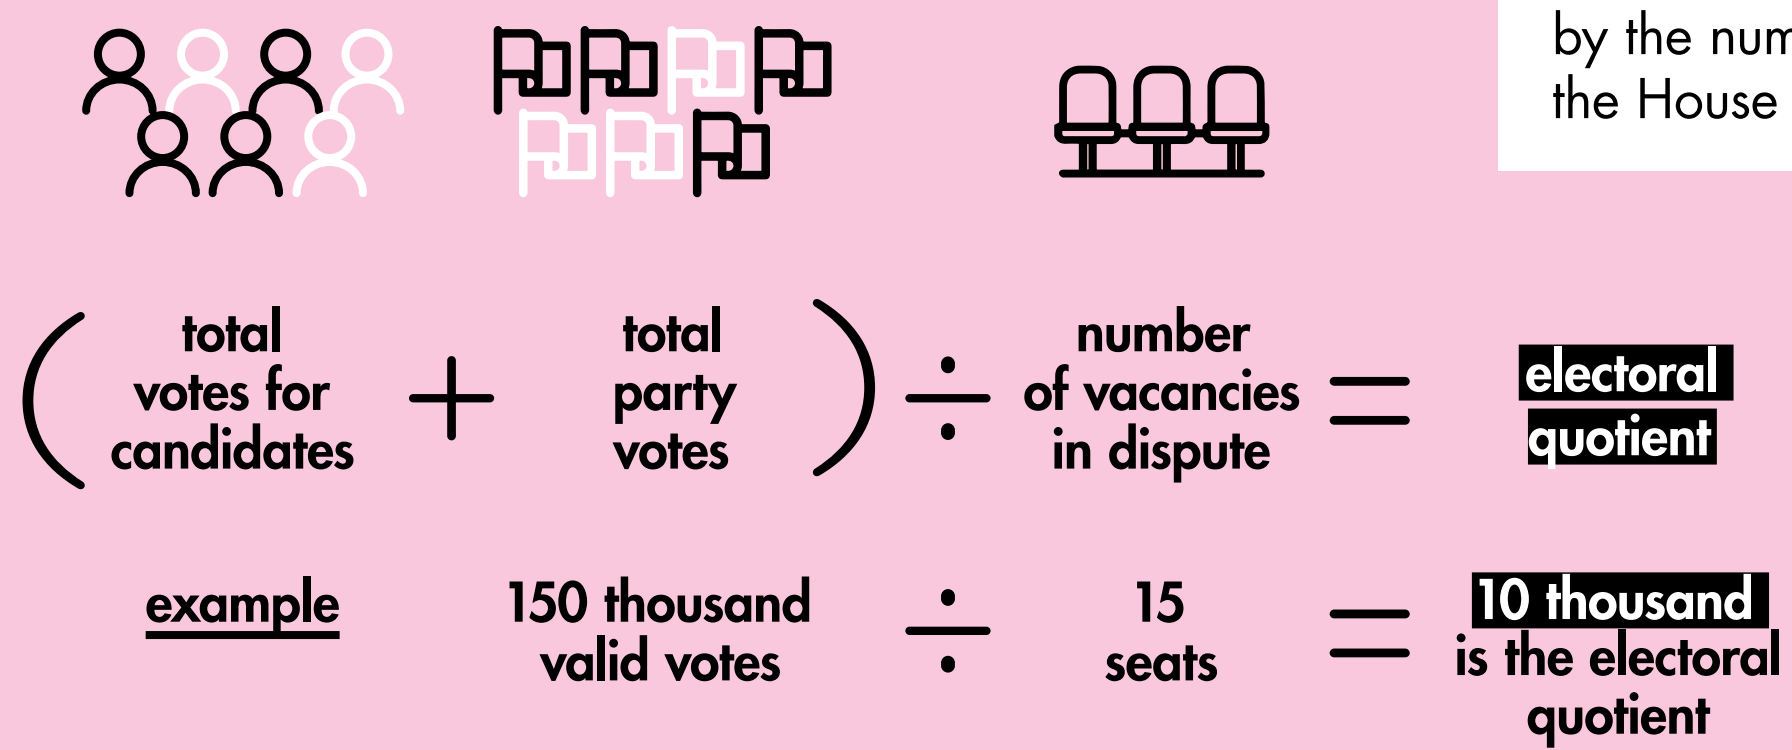 by the num
the House
( total votes for candidates + total party votes ) ÷ number of vacancies in dispute = electoral quotient
example 150 thousand valid votes ÷ 15 seats = 10 thousand is the electoral quotient